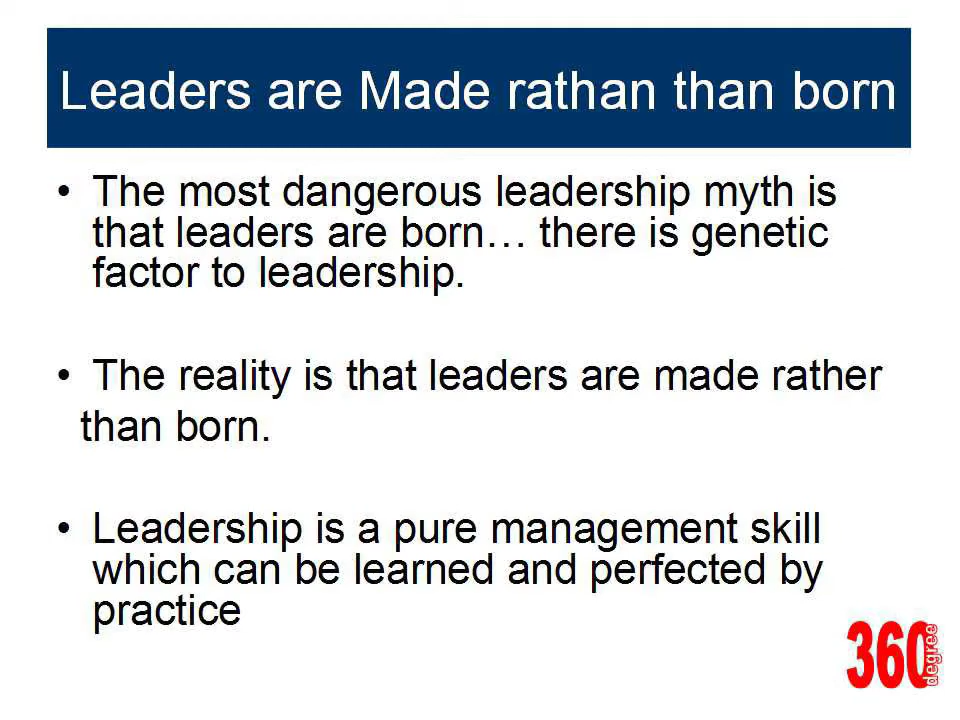 Leaders are Made rathan than born
• The most dangerous leadership myth is
that leaders are born… there is genetic
factor to leadership.
• The reality is that leaders are made rather
than born.
• Leadership is a pure management skill
which can be learned and perfected by
practice
360
degree